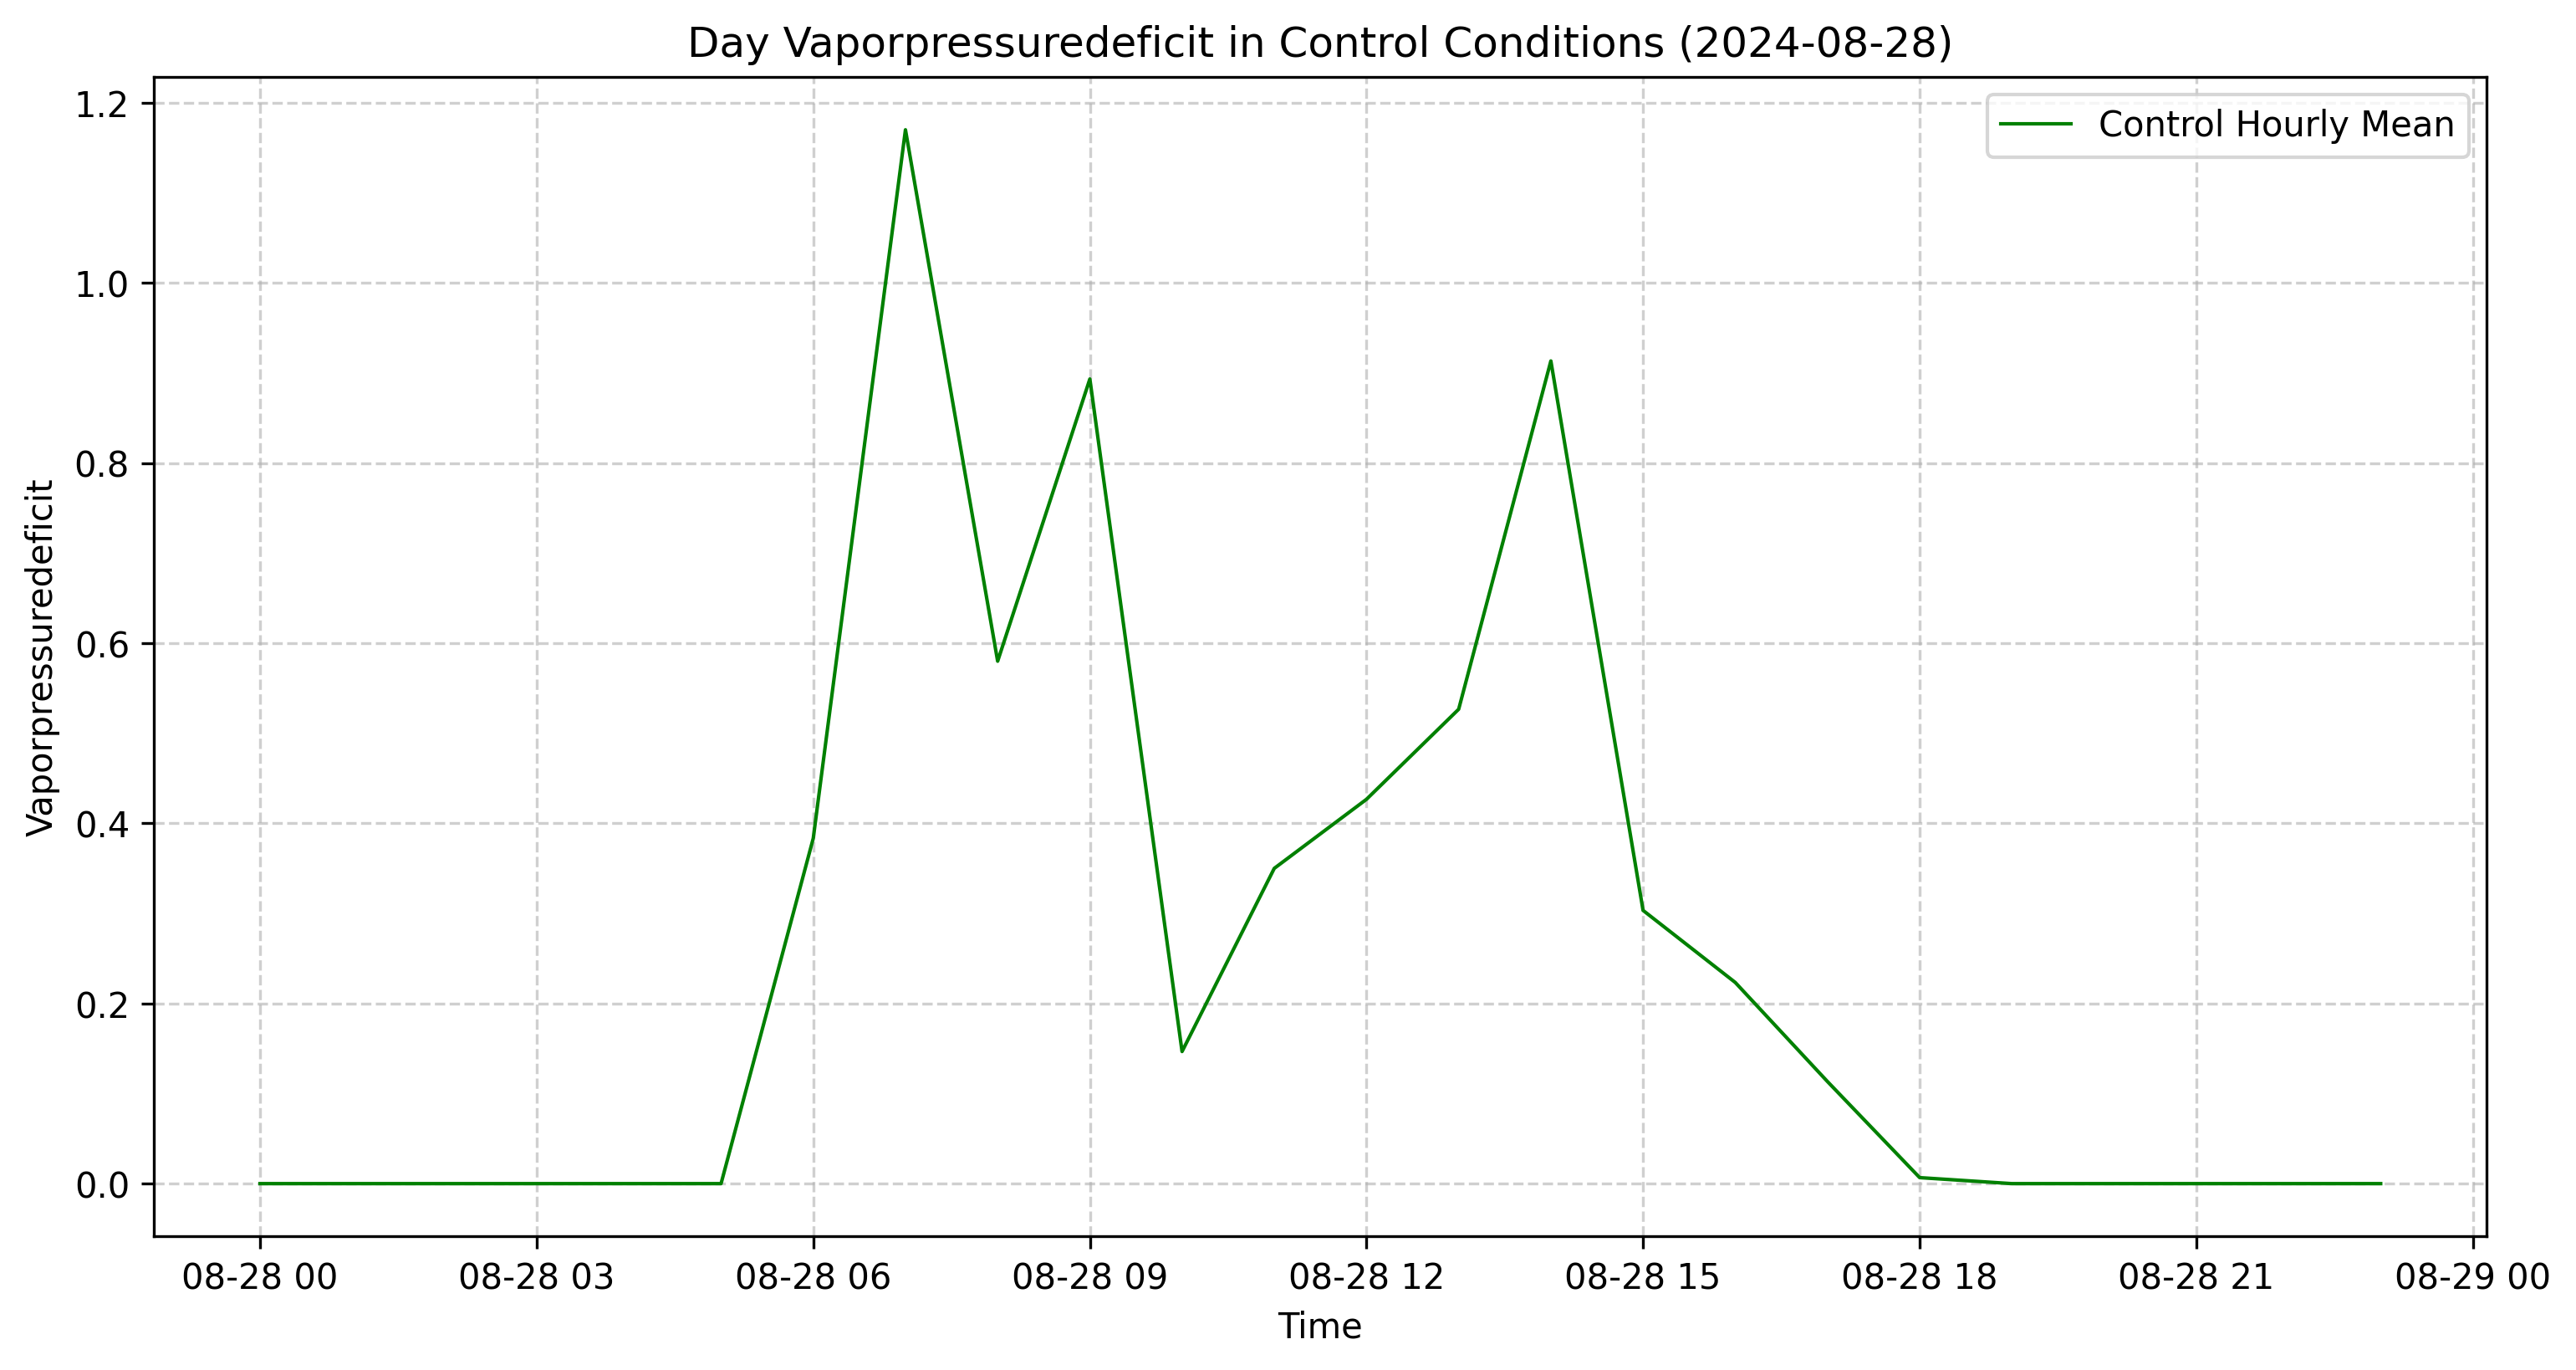 Day Vaporpressuredeficit in Control Conditions (2024-08-28)
Control Hourly Mean
1.2
1.0
0.8
0.6
0.4
0.2
0.0
Vaporpressuredeficit
08-28 00 08-28 03 08-28 06 08-28 09 08-28 12 08-28 15 08-28 18 08-28 21 08-29 00
Time